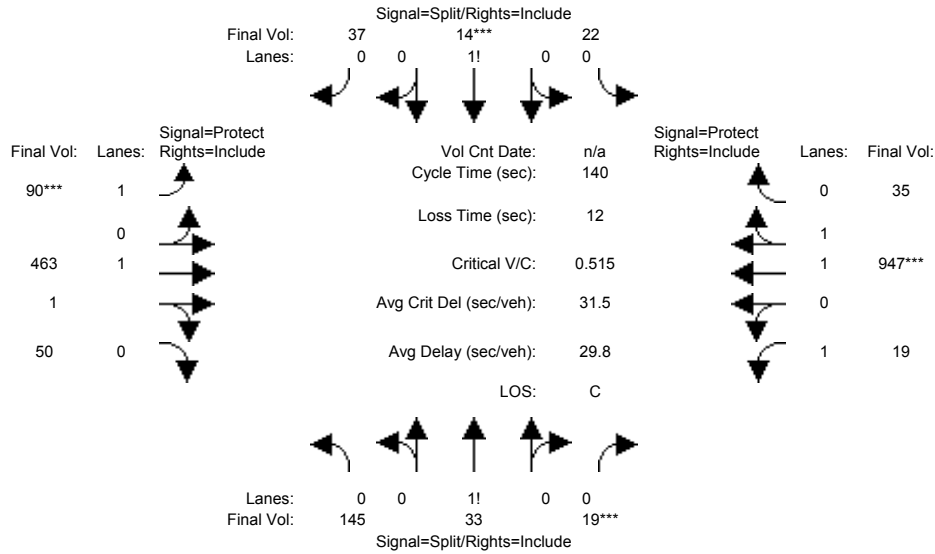 Signal=Split/Rights=Include
Final Vol: 37 14*** 22
Lanes: 0 0 1! 0 0
Signal=Protect
Final Vol: Lanes: Rights=Include
Vol Cnt Date: n/a
Signal=Protect
Rights=Include Lanes: Final Vol:
Cycle Time (sec): 140
90*** 1
0 35
Loss Time (sec): 12
0
1
463 1
Critical V/C: 0.515
1 947***
1
Avg Crit Del (sec/veh): 31.5
0
50 0
Avg Delay (sec/veh): 29.8
1 19
LOS: C
Lanes: 0 0 1! 0 0
Final Vol: 145 33 19***
Signal=Split/Rights=Include